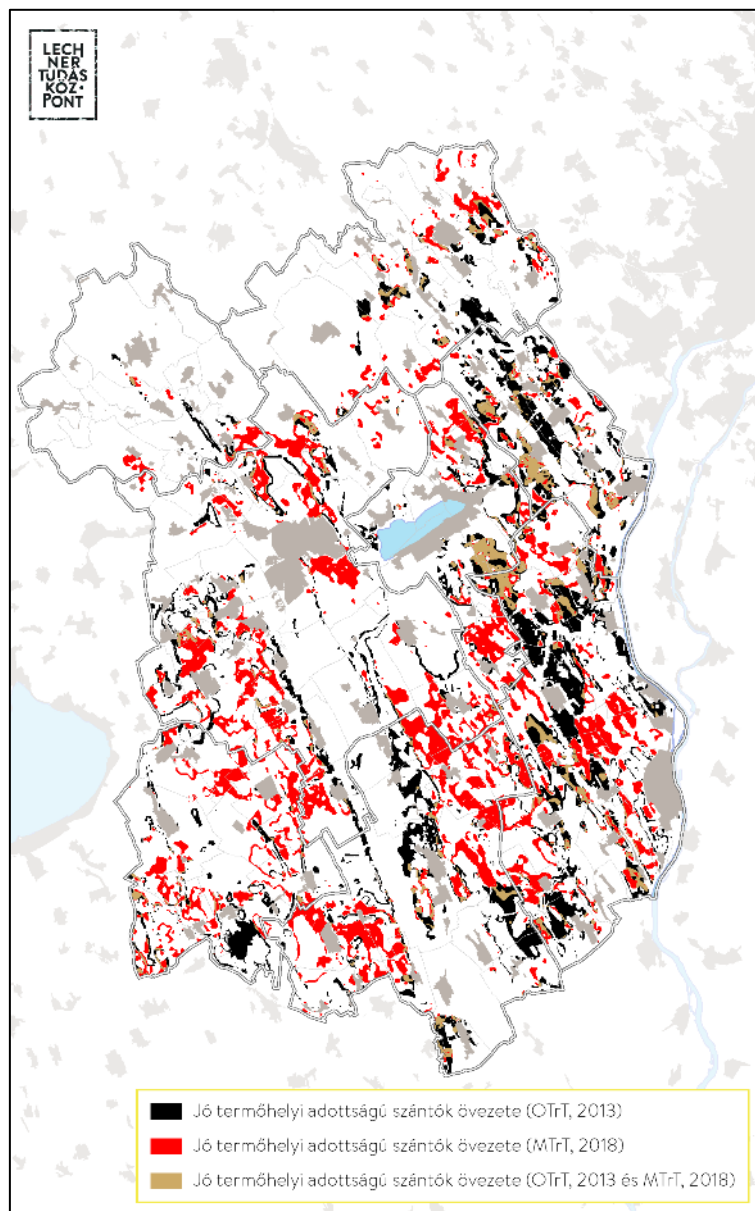 LECH
NER
TUDÁS
KÖZ•
PONT
Jó termőhelyi adottságú szántók övezete (OTrT, 2013)
Jó termőhelyi adottságú szántók övezete (MTrT, 2018)
Jó termőhelyi adottságú szántók övezete (OTrT, 2013 és MTrT, 2018)